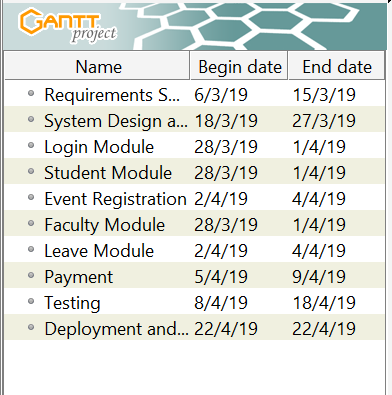 GANTT
project
Name Begin date End date
Requirements S... 6/3/19 15/3/19
System Design a... 18/3/19 27/3/19
Login Module 28/3/19 1/4/19
Student Module 28/3/19 1/4/19
Event Registration 2/4/19 4/4/19
Faculty Module 28/3/19 1/4/19
Leave Module 2/4/19 4/4/19
Payment 5/4/19 9/4/19
Testing 8/4/19 18/4/19
Deployment and... 22/4/19 22/4/19